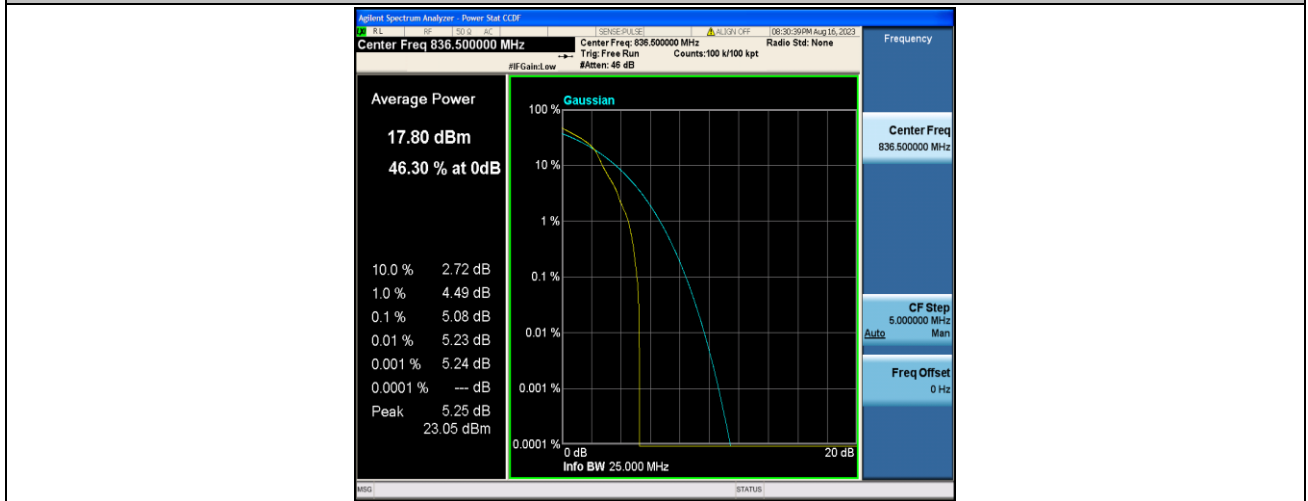 Agilent Spectrum Analyzer - Power Stat CCDF
RL RF 50 Ω AC SENSE:PULSE ALIGN OFF 08:30:39PM Aug 16, 2023
Center Freq 836.500000 MHz
Center Freq: 836.500000 MHz Radio Std: None
Trig: Free Run Counts:100 k/100 kpt
#IFGain:Low #Atten: 46 dB
Average Power
17.80 dBm
46.30 % at 0dB
10.0 % 2.72 dB
1.0 % 4.49 dB
0.1 % 5.08 dB
0.01 % 5.23 dB
0.001 % 5.24 dB
0.0001 % --- dB
Peak 5.25 dB
23.05 dBm
Gaussian
100 %
10 %
1 %
0.1 %
0.01 %
0.001 %
0.0001 %
0 dB 20 dB
Info BW 25.000 MHz
Frequency
Center Freq
836.500000 MHz
CF Step
5.000000 MHz
Auto Man
Freq Offset
0 Hz
MSG STATUS